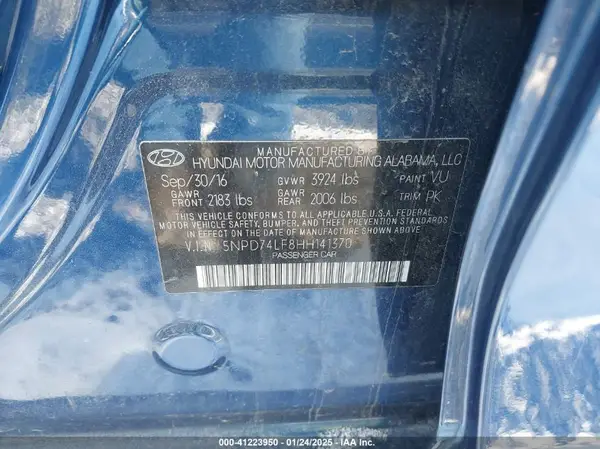 MANUFACTURED BY
HYUNDAI MOTOR MANUFACTURING ALABAMA, LLC
Sep/30/16 GVWR 3924 lbs PAINT VU
GAWR FRONT 2183 lbs GAWR REAR 2006 lbs TRIM PK
THIS VEHICLE CONFORMS TO ALL APPLICABLE U.S.A. FEDERAL
MOTOR VEHICLE SAFETY, BUMPER, AND THEFT PREVENTION STANDARDS
IN EFFECT ON THE DATE OF MANUFACTURE SHOWN ABOVE.
V.I.N: 5NPD74LF8HH141370
PASSENGER CAR
00-41223950 · 01/24/2025 · IAA Inc.